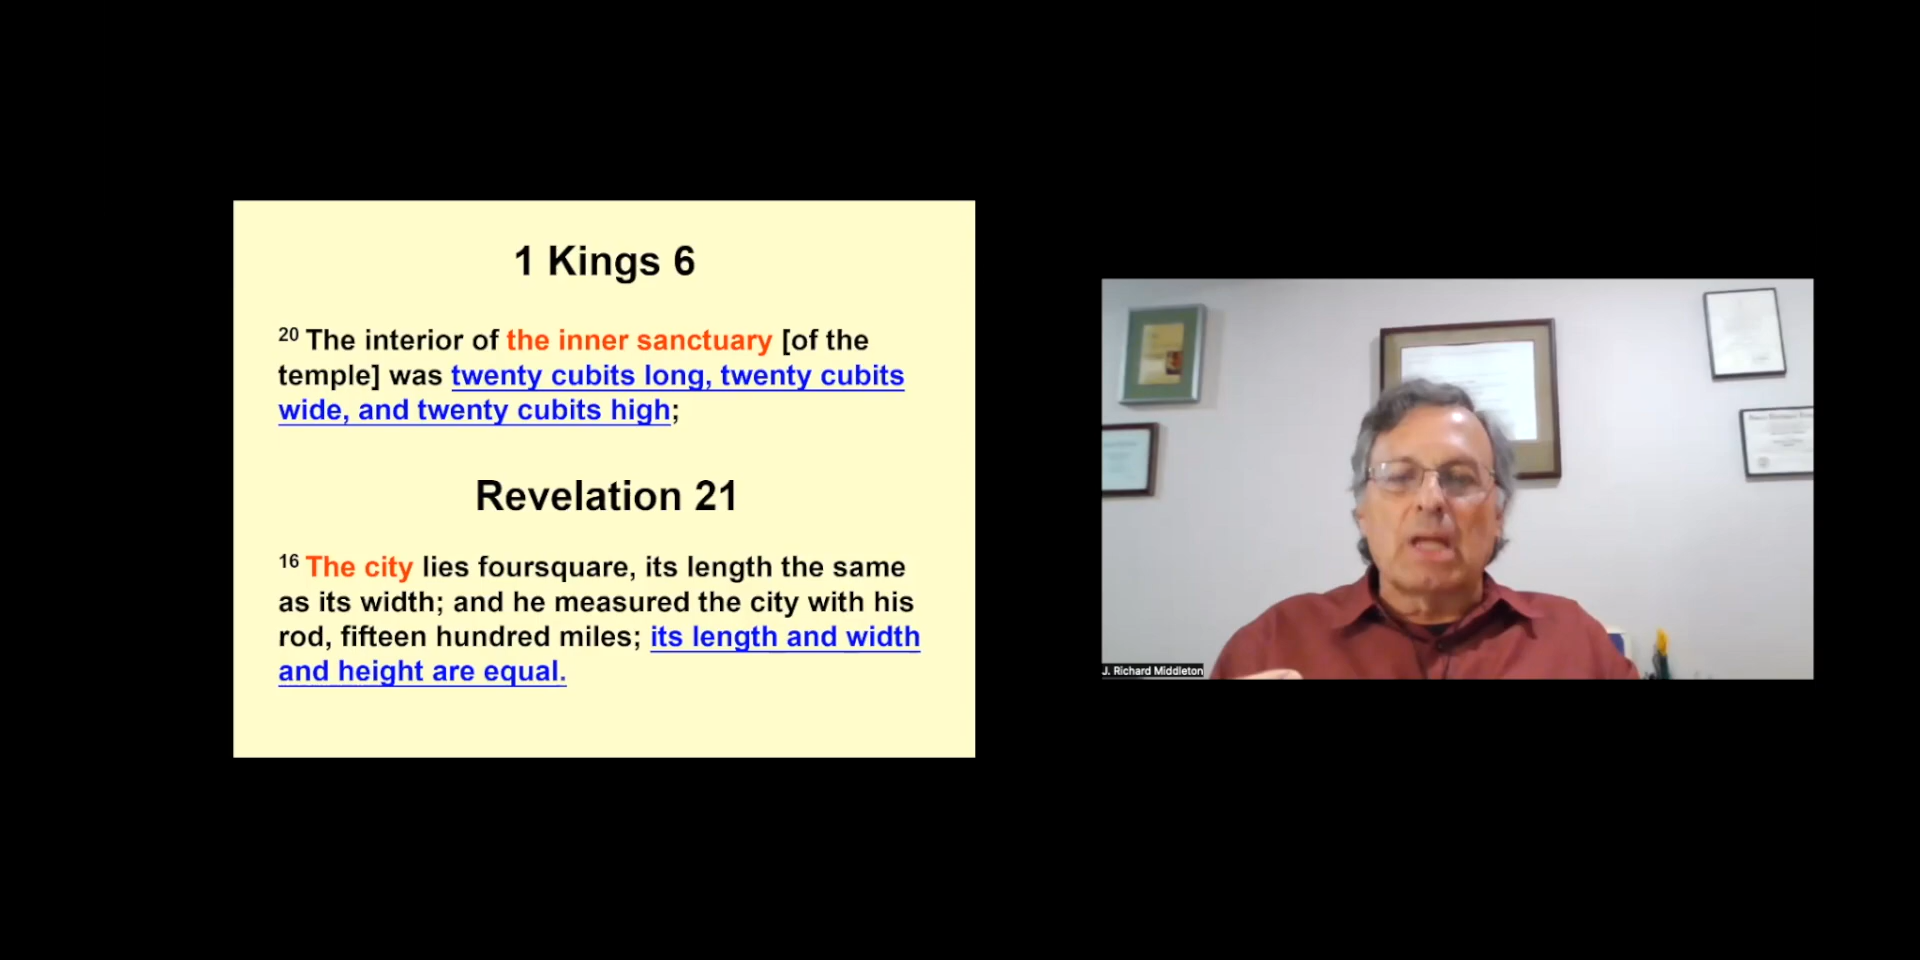 1 Kings 6
20 The interior of the inner sanctuary [of the
temple] was twenty cubits long, twenty cubits
wide, and twenty cubits high;
Revelation 21
16 The city lies foursquare, its length the same
as its width; and he measured the city with his
rod, fifteen hundred miles; its length and width
and height are equal.
J. Richard Middleton